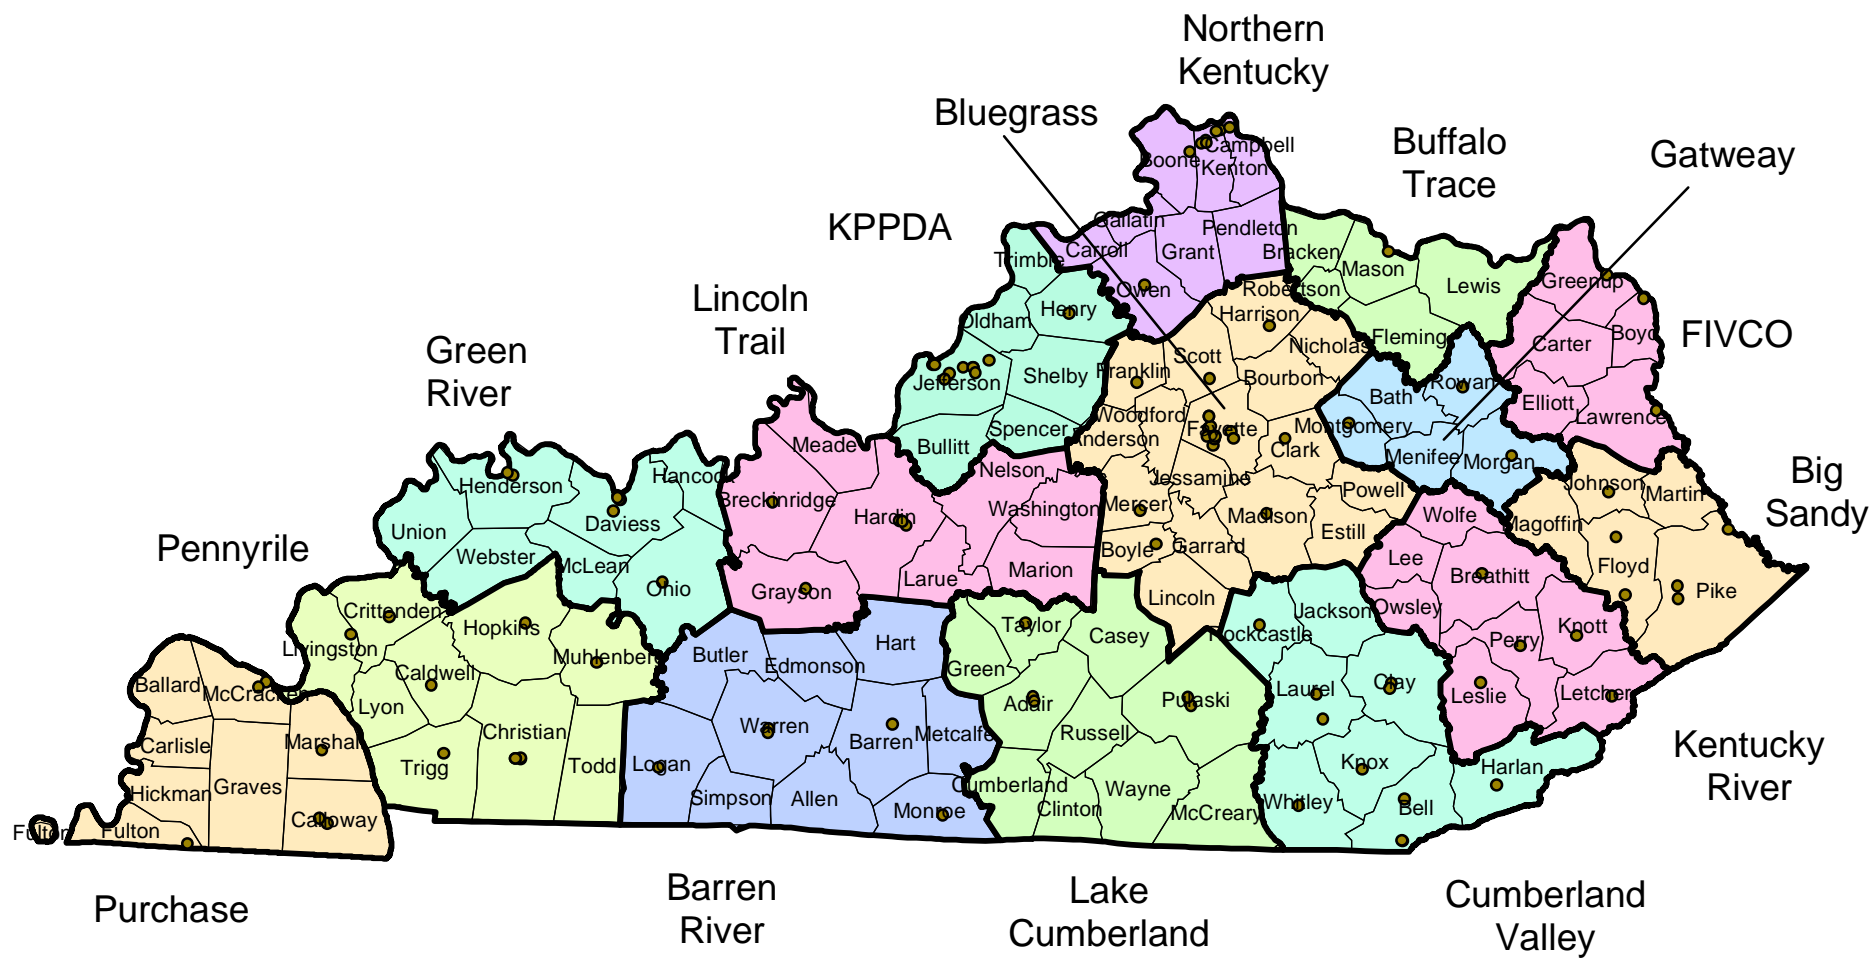 Northern
Kentucky
Bluegrass
Buffalo
Trace
Gatweay
KPPDA
Lincoln
Trail
Green
River
FIVCO
Big
Sandy
Pennyrile
Kentucky
River
Purchase
Barren
River
Lake
Cumberland
Cumberland
Valley
Boone
Campbell
Kenton
Gallatin
Carroll
Grant
Pendleton
Owen
Bracken
Mason
Lewis
Robertson
Fleming
Greenup
Carter
Boyd
Elliott
Lawrence
Rowan
Bath
Montgomery
Menifee
Morgan
Trimble
Henry
Oldham
Jefferson
Shelby
Spencer
Bullitt
Harrison
Nicholas
Scott
Franklin
Bourbon
Woodford
Fayette
Anderson
Clark
Jessamine
Powell
Mercer
Madison
Estill
Boyle
Garrard
Lincoln
Meade
Breckinridge
Hardin
Nelson
Washington
Grayson
Larue
Marion
Hancock
Henderson
Daviess
Union
Webster
McLean
Ohio
Crittenden
Livingston
Hopkins
Muhlenberg
Caldwell
Lyon
Christian
Trigg
Todd
Ballard
McCracken
Carlisle
Marshall
Graves
Hickman
Calloway
Fulton
Fulton
Butler
Edmonson
Hart
Warren
Barren
Metcalfe
Logan
Simpson
Allen
Monroe
Taylor
Casey
Green
Adair
Pulaski
Russell
Cumberland
Clinton
Wayne
McCreary
Rockcastle
Jackson
Laurel
Clay
Knox
Harlan
Whitley
Bell
Wolfe
Lee
Breathitt
Owsley
Perry
Knott
Leslie
Letcher
Johnson
Martin
Magoffin
Floyd
Pike